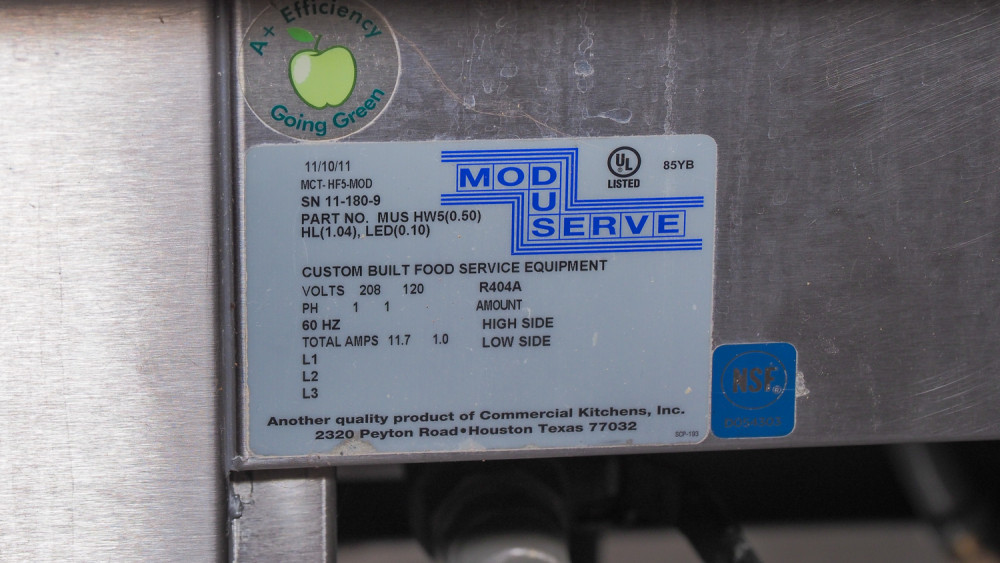 A+ Efficiency
Going Green
11/10/11
MCT- HF5-MOD
SN 11-180-9
PART NO. MUS HW5(0.50)
HL(1.04), LED(0.10)
MOD
U
SERVE
UL
LISTED
85YB
CUSTOM BUILT FOOD SERVICE EQUIPMENT
VOLTS 208 120 R404A
PH 1 1 AMOUNT
60 HZ HIGH SIDE
TOTAL AMPS 11.7 1.0 LOW SIDE
L1
L2
L3
Another quality product of Commercial Kitchens, Inc.
2320 Peyton Road•Houston Texas 77032
SCP-193
NSF